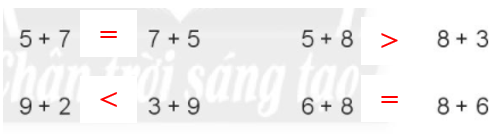 5 + 7 = 7 + 5 5 + 8 > 8 + 3
Chân trời sáng tạo
9 + 2 < 3 + 9 6 + 8 = 8 + 6